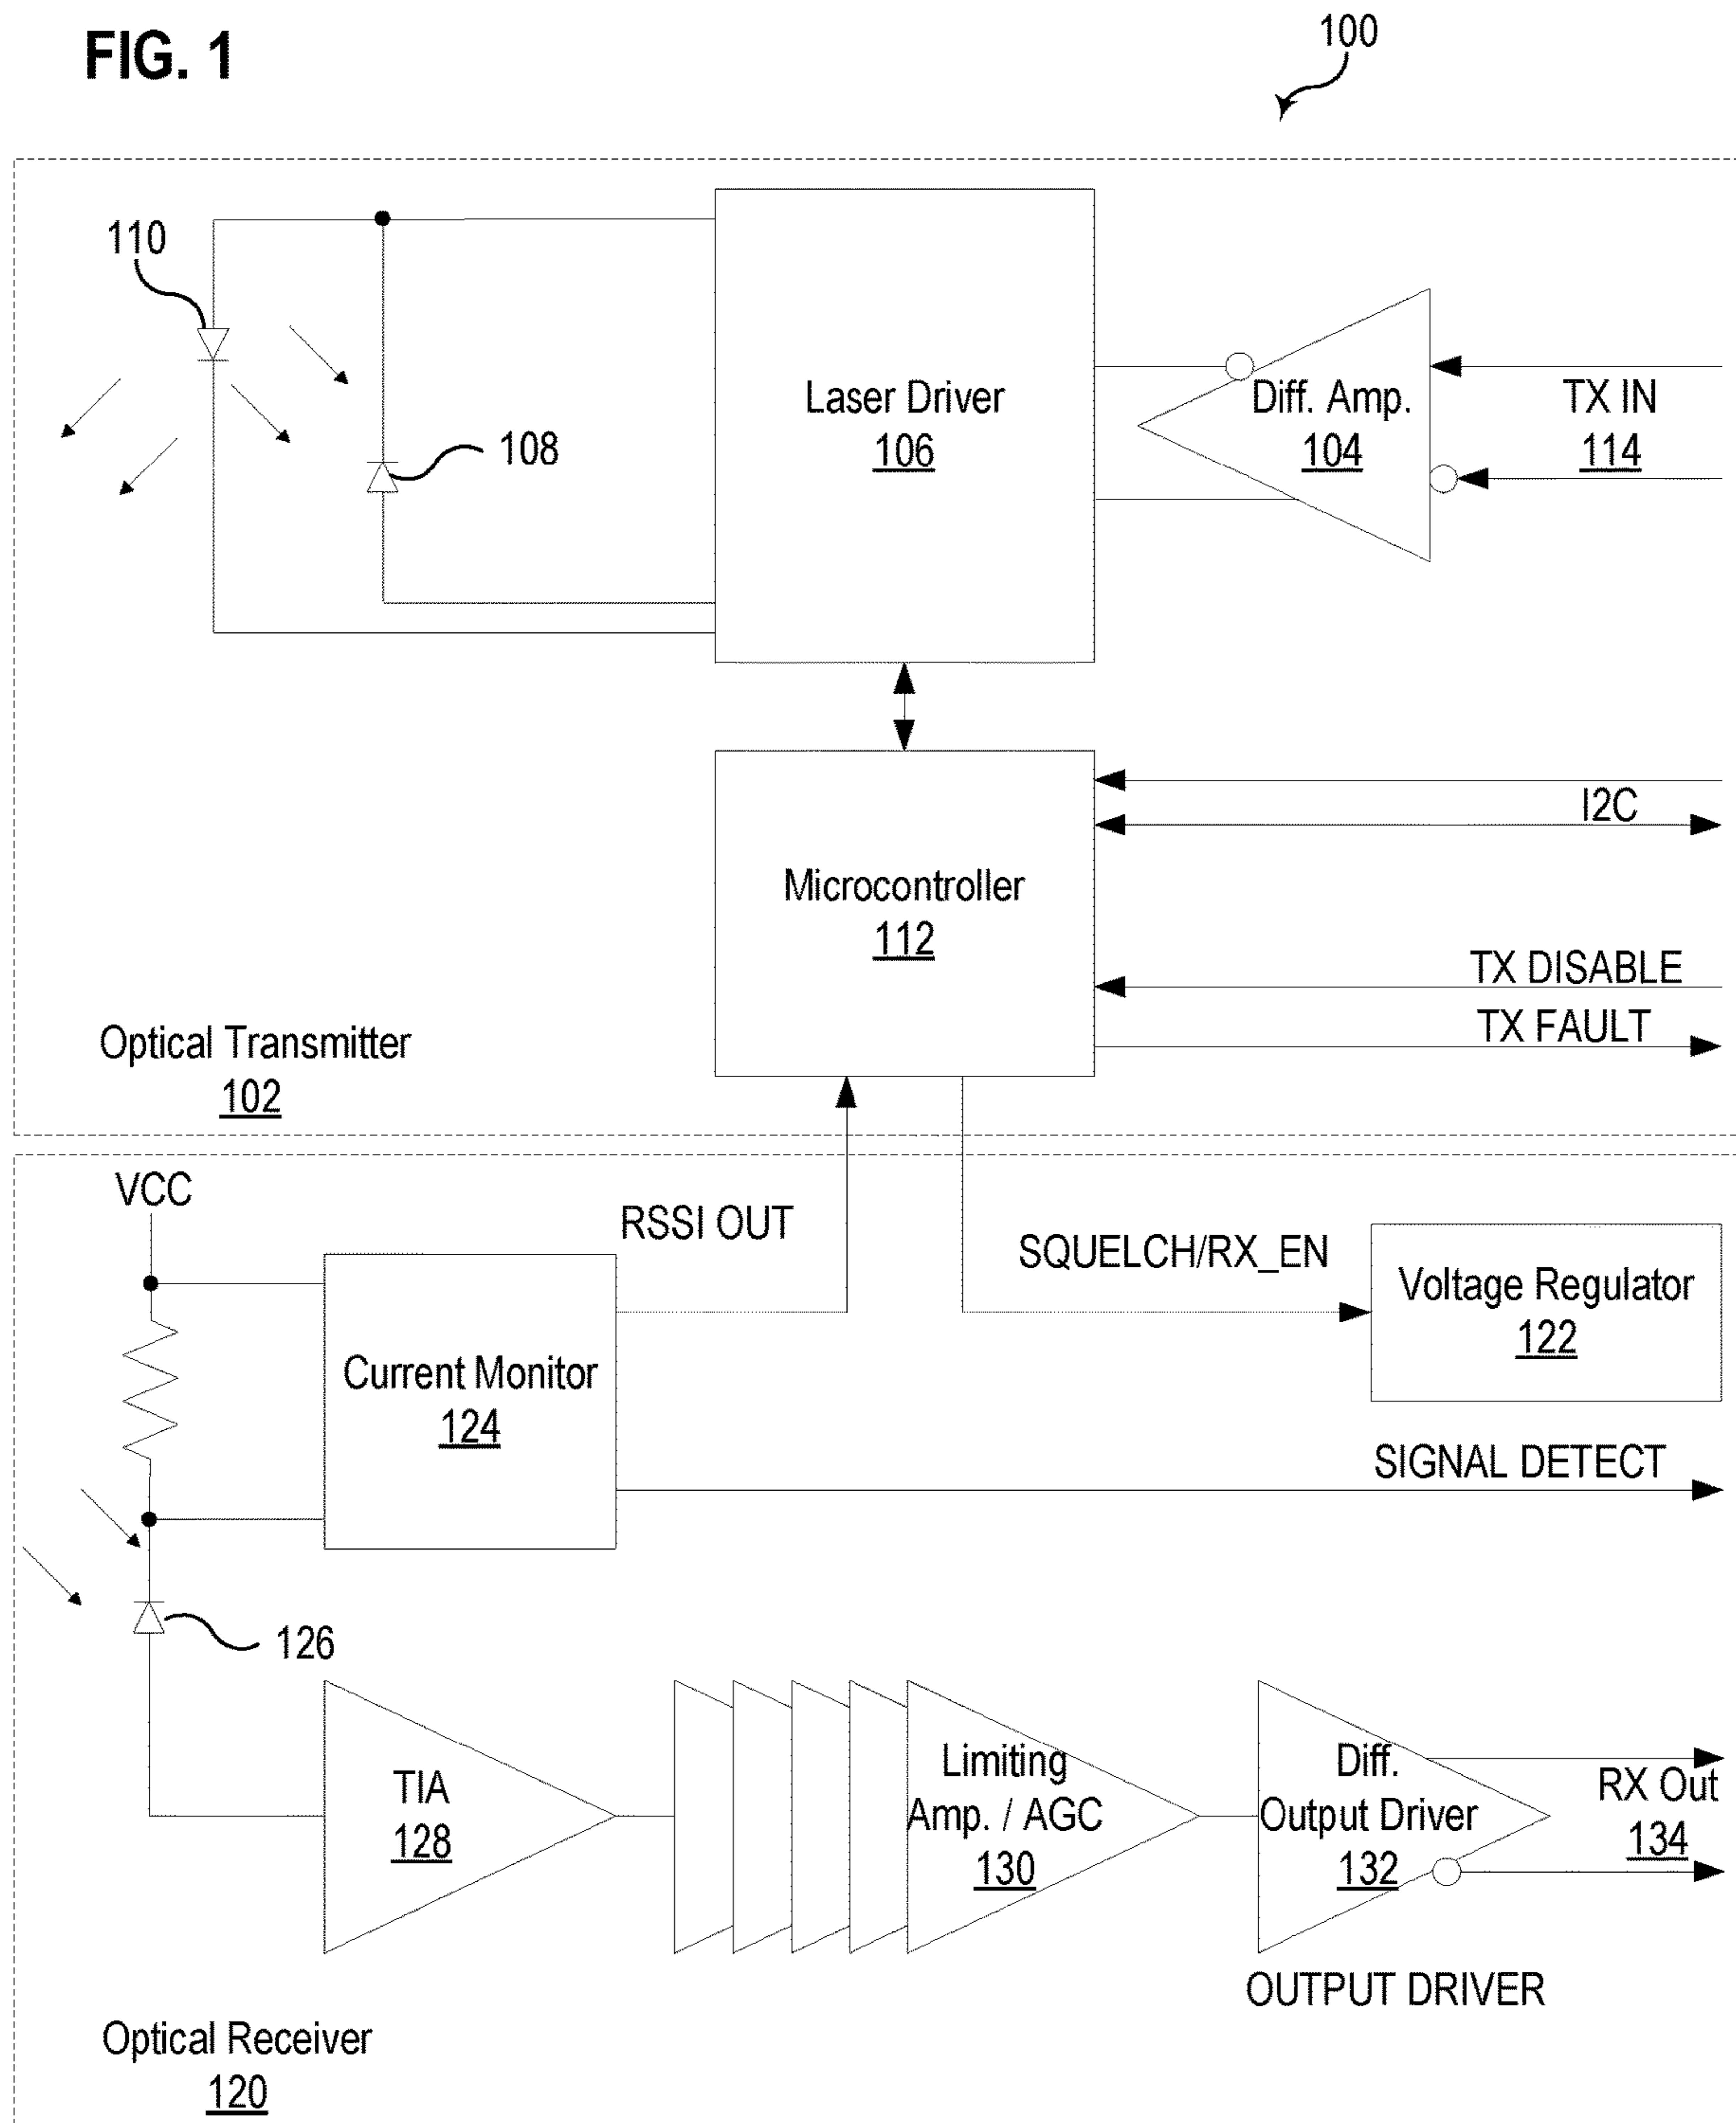 FIG. 1
100
110
108
Laser Driver
106
Diff. Amp.
104
TX IN
114
I2C
Microcontroller
112
TX DISABLE
TX FAULT
Optical Transmitter
102
VCC
RSSI OUT
SQUELCH/RX_EN
Voltage Regulator
122
Current Monitor
124
SIGNAL DETECT
126
TIA
128
Limiting
Amp. / AGC
130
Diff.
Output Driver
132
RX Out
134
OUTPUT DRIVER
Optical Receiver
120